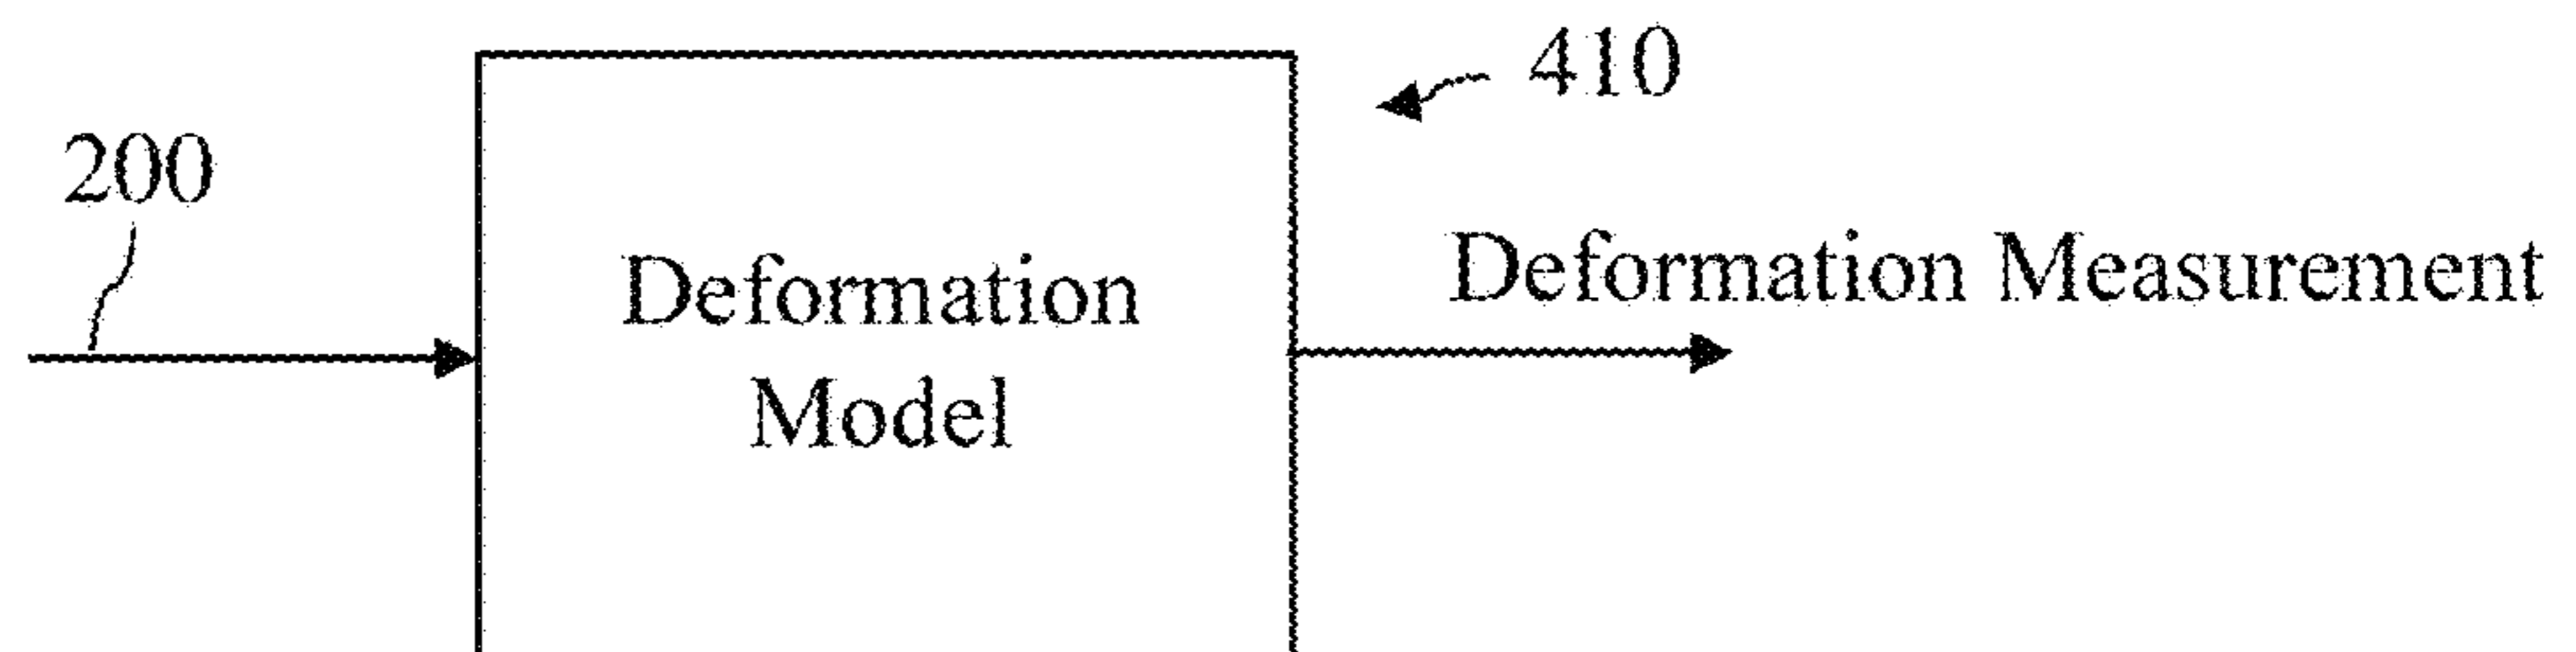 410
200
Deformation Measurement
Deformation
Model